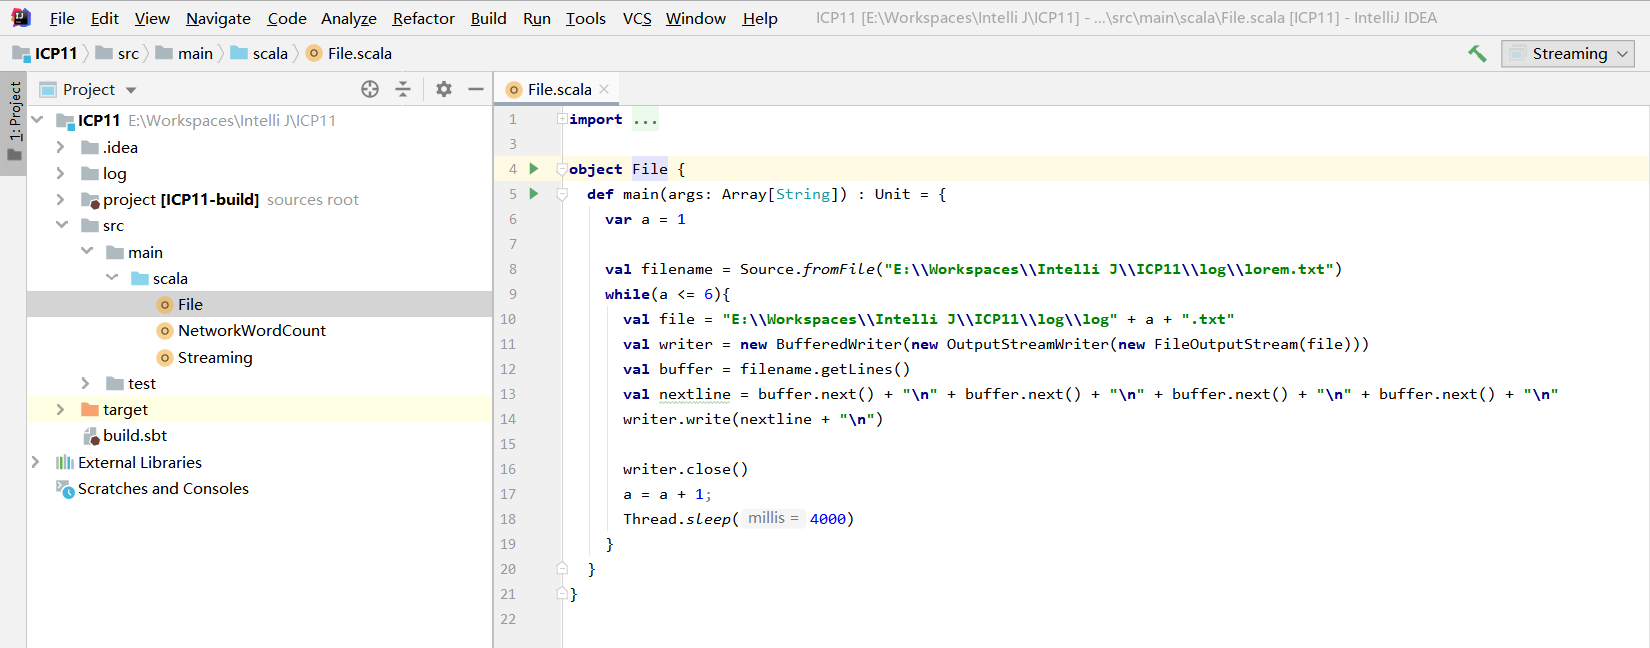 File Edit View Navigate Code Analyze Refactor Build Run Tools VCS Window Help ICP11 [E:\Workspaces\Intelli J\ICP11] - ...\src\main\scala\File.scala [ICP11] - IntelliJ IDEA
ICP11 src main scala File.scala Streaming
1: Project
Project
ICP11 E:\Workspaces\Intelli J\ICP11
.idea
log
project [ICP11-build] sources root
src
main
scala
File
NetworkWordCount
Streaming
test
target
build.sbt
External Libraries
Scratches and Consoles
File.scala
1 import ...
3
4 object File {
5 def main(args: Array[String]) : Unit = {
6 var a = 1
7
8 val filename = Source.fromFile("E:\\Workspaces\\Intelli J\\ICP11\\log\\lorem.txt")
9 while(a <= 6){
10 val file = "E:\\Workspaces\\Intelli J\\ICP11\\log\\log" + a + ".txt"
11 val writer = new BufferedWriter(new OutputStreamWriter(new FileOutputStream(file)))
12 val buffer = filename.getLines()
13 val nextline = buffer.next() + "\n" + buffer.next() + "\n" + buffer.next() + "\n" + buffer.next() + "\n"
14 writer.write(nextline + "\n")
15
16 writer.close()
17 a = a + 1;
18 Thread.sleep( millis = 4000)
19 }
20 }
21 }
22